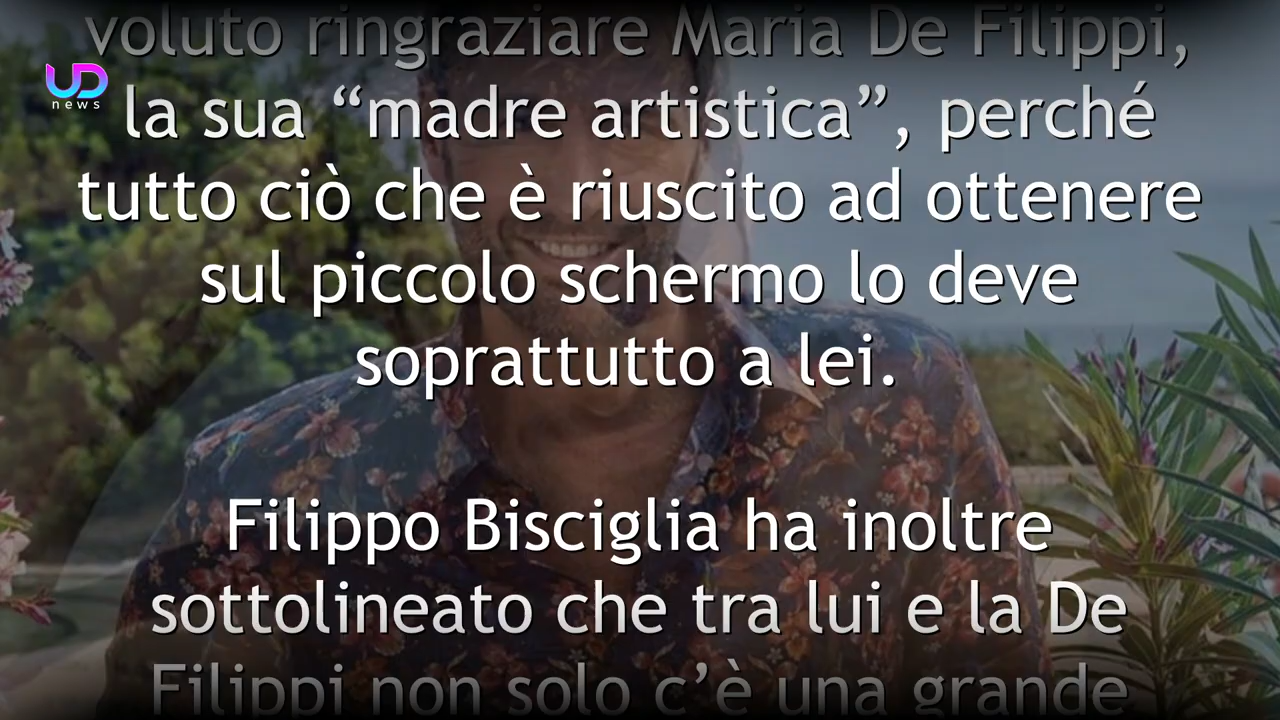 voluto ringraziare Maria De Filippi,
UD
news
la sua “madre artistica”, perché
tutto ciò che è riuscito ad ottenere
sul piccolo schermo lo deve
soprattutto a lei.
Filippo Bisciglia ha inoltre
sottolineato che tra lui e la De
Filippi non solo c’è una grande